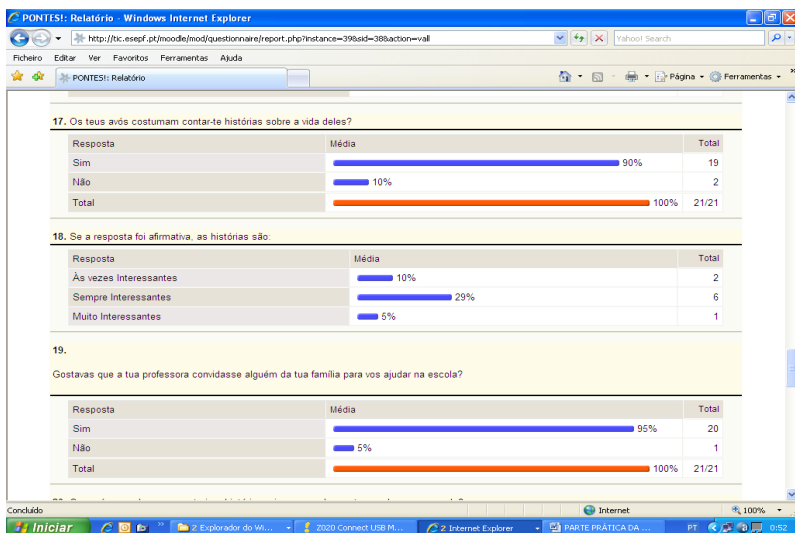 PONTES!: Relatório - Windows Internet Explorer
http://tic.esepf.pt/moodle/mod/questionnaire/report.php?instance=39&sid=38&action=vall
Yahoo! Search
Ficheiro Editar Ver Favoritos Ferramentas Ajuda
PONTES!: Relatório
Página Ferramentas
17. Os teus avós costumam contar-te histórias sobre a vida deles?
Resposta Média Total
Sim 90% 19
Não 10% 2
Total 100% 21/21
18. Se a resposta foi afirmativa, as histórias são:
Resposta Média Total
Às vezes Interessantes 10% 2
Sempre Interessantes 29% 6
Muito Interessantes 5% 1
19.
Gostavas que a tua professora convidasse alguém da tua família para vos ajudar na escola?
Resposta Média Total
Sim 95% 20
Não 5% 1
Total 100% 21/21
Concluído Internet 100%
Iniciar 2 Explorador do Wi... Z020 Connect USB M... 2 Internet Explorer PARTE PRÁTICA DA ... PT 0:52